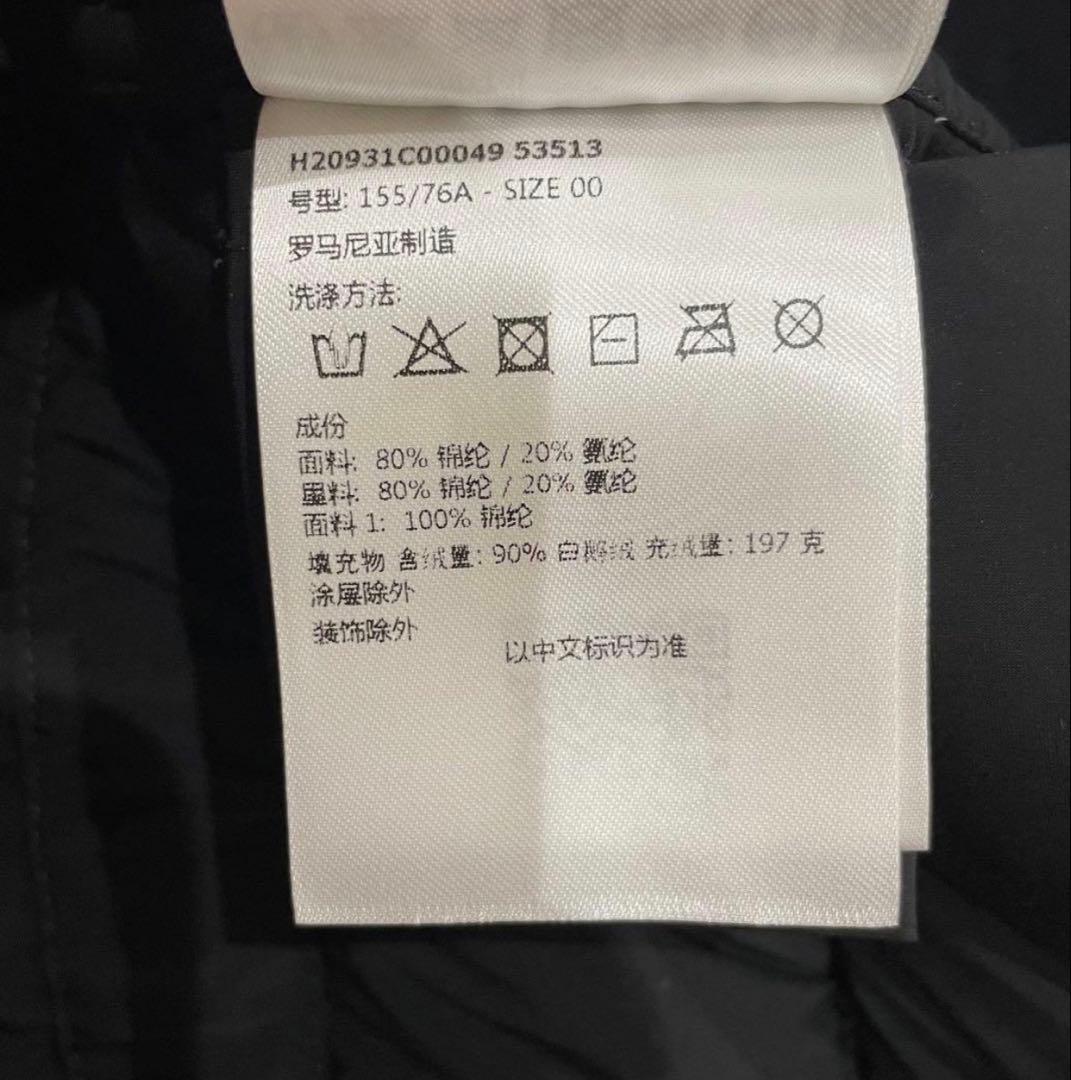 H20931C00049 53513
号型: 155/76A - SIZE 00
罗马尼亚制造
洗涤方法:
成份
面料: 80% 锦纶 / 20% 氨纶
里料: 80% 锦纶 / 20% 氨纶
面料 1: 100% 锦纶
填充物 含绒量: 90% 白鹅绒 充绒量: 197 克
涂层除外
装饰除外
以中文标识为准